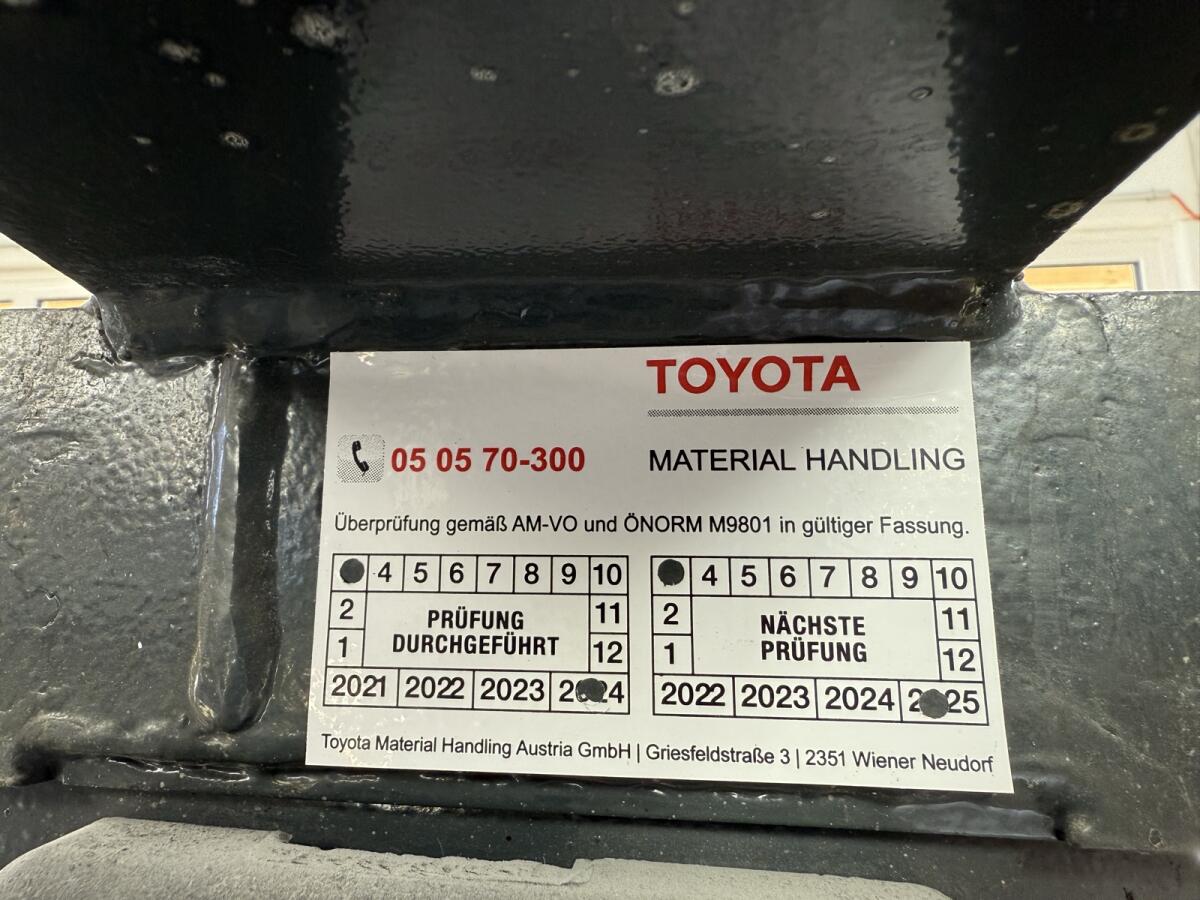 TOYOTA
05 05 70-300
MATERIAL HANDLING
Überprüfung gemäß AM-VO und ÖNORM M9801 in gültiger Fassung.
4 5 6 7 8 9 10
2 11
PRÜFUNG
DURCHGEFÜHRT
1 12
2021 2022 2023
4 5 6 7 8 9 10
2 11
NÄCHSTE
PRÜFUNG
1 12
2022 2023 2024
Toyota Material Handling Austria GmbH | Griesfeldstraße 3 | 2351 Wiener Neudorf